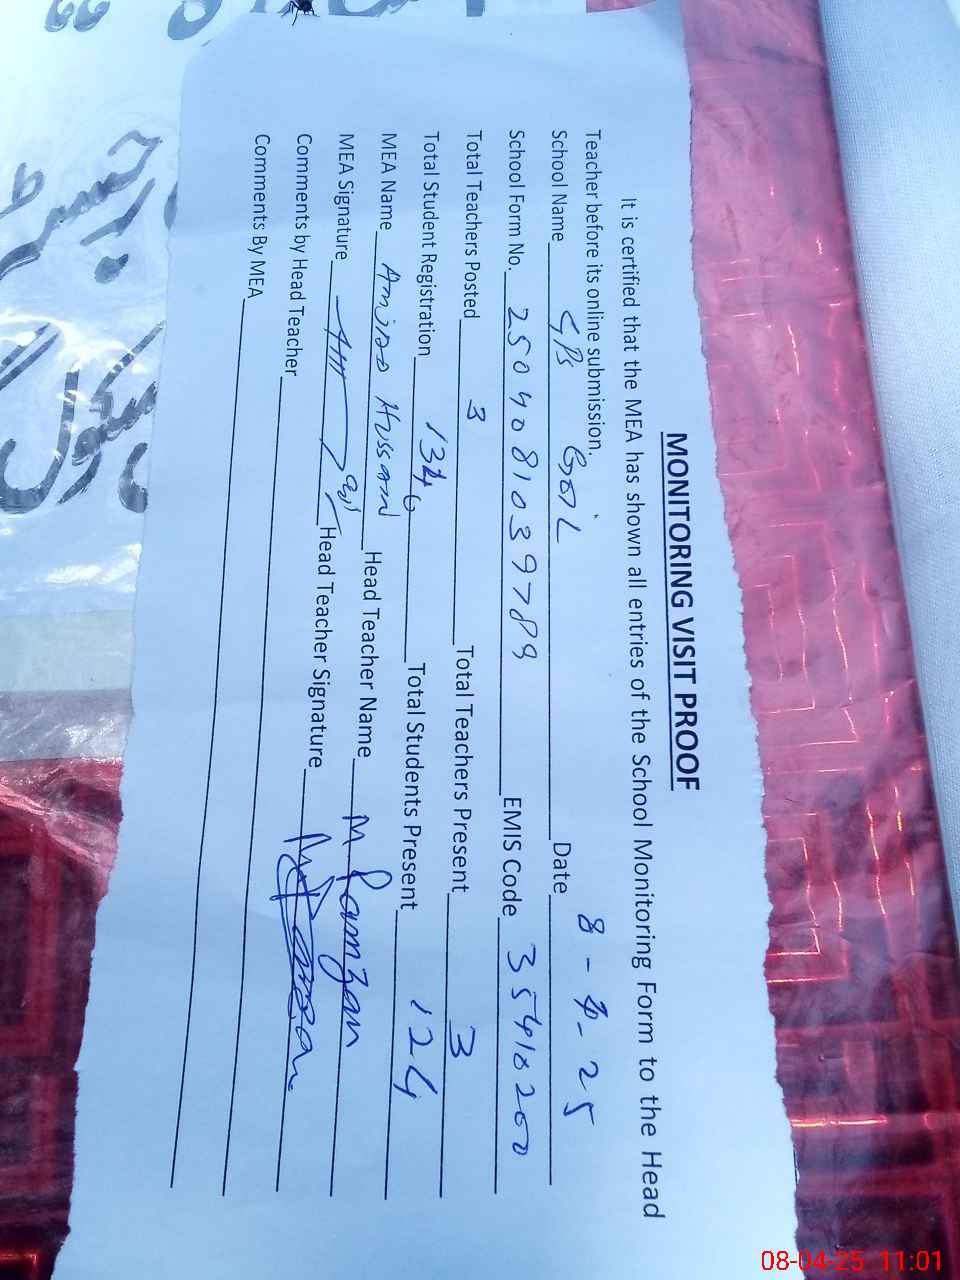 MONITORING VISIT PROOF
It is certified that the MEA has shown all entries of the School Monitoring Form to the Head
Teacher before its online submission.
School Name GPS Date 8-4-25
School Form No. 2504081039789 EMIS Code 35410200
Total Teachers Posted 3 Total Teachers Present 3
Total Student Registration Total Students Present 124
MEA Name Amjad Hussain Head Teacher Name M Ramzan
MEA Signature Head Teacher Signature
Comments by Head Teacher
Comments By MEA
08-04-25 11:01